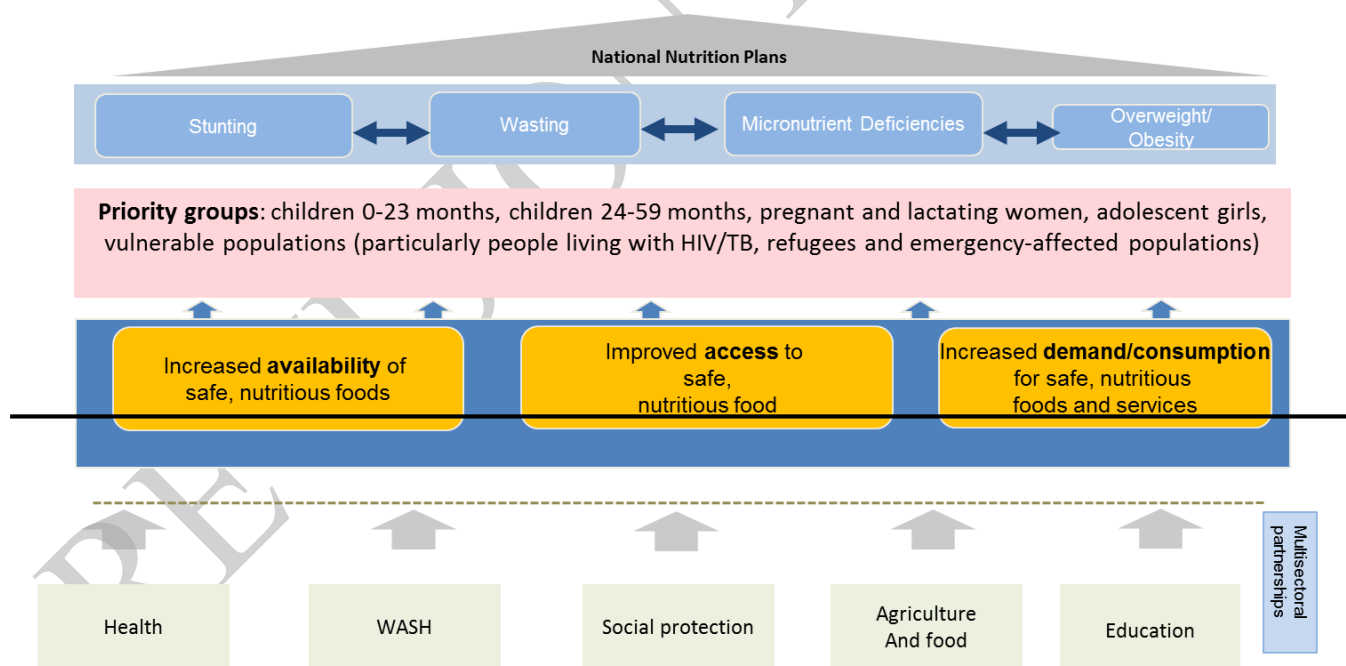 National Nutrition Plans
Stunting
Wasting
Micronutrient Deficiencies
Overweight/
Obesity
Priority groups: children 0-23 months, children 24-59 months, pregnant and lactating women, adolescent girls,
vulnerable populations (particularly people living with HIV/TB, refugees and emergency-affected populations)
Increased availability of
safe, nutritious foods
Improved access to
safe,
nutritious food
Increased demand/consumption
for safe, nutritious
foods and services
Multisectoral
partnerships
Health
WASH
Social protection
Agriculture
And food
Education